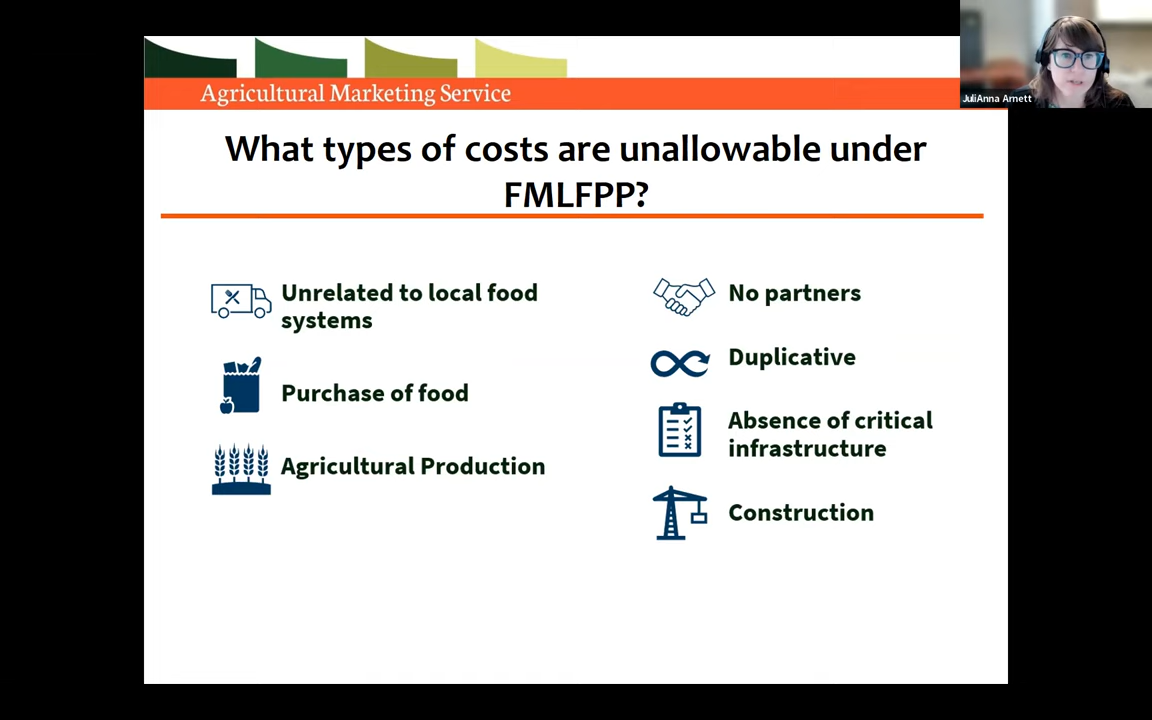 Agricultural Marketing Service
JuliAnna Arnett
What types of costs are unallowable under
FMLFPP?
Unrelated to local food
systems
Purchase of food
Agricultural Production
No partners
Duplicative
Absence of critical
infrastructure
Construction